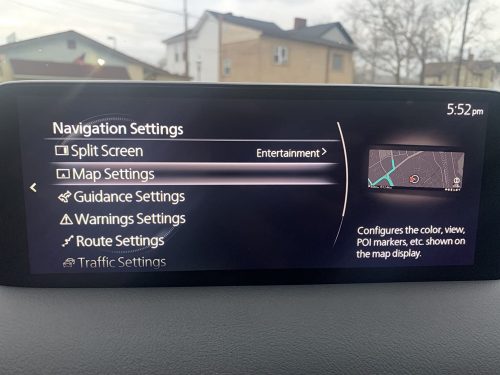 5:52pm
Navigation Settings
Split Screen Entertainment >
Map Settings
Guidance Settings
Warnings Settings
Route Settings
Traffic Settings
Configures the color, view,
POI markers, etc. shown on
the map display.